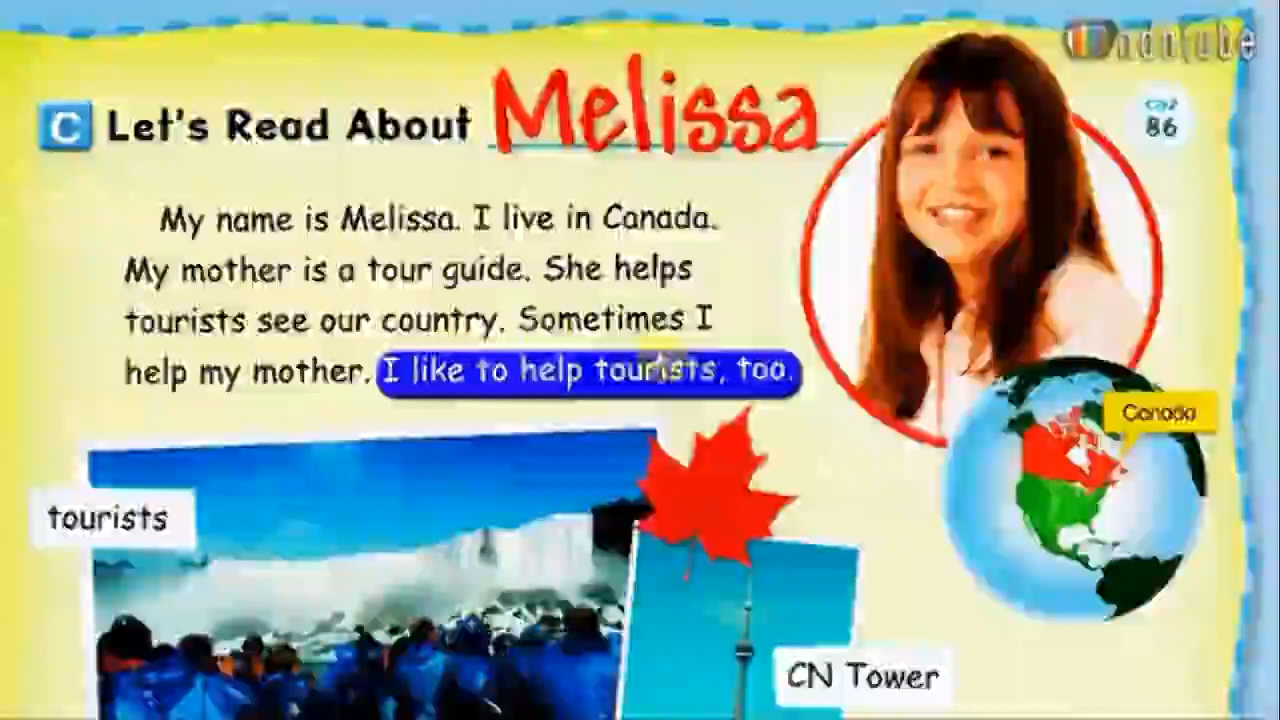 C Let's Read About Melissa
CD2
86
My name is Melissa. I live in Canada.
My mother is a tour guide. She helps
tourists see our country. Sometimes I
help my mother. I like to help tourists, too.
Canada
tourists
CN Tower